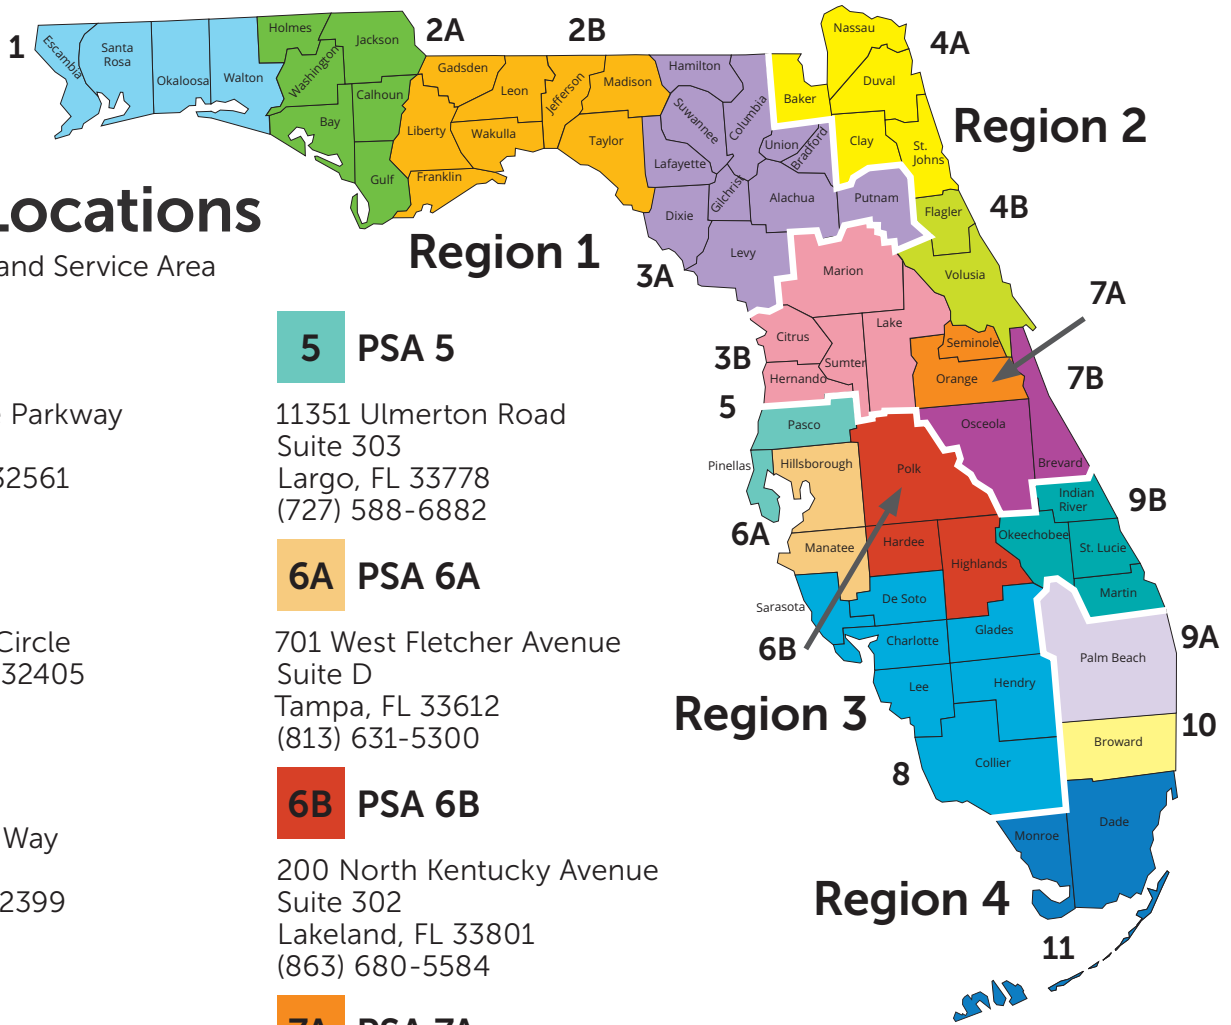 1
2A
2B
4A
Escambia
Santa
Rosa
Okaloosa
Walton
Holmes
Washington
Jackson
Calhoun
Bay
Gulf
Gadsden
Leon
Jefferson
Madison
Liberty
Wakulla
Franklin
Taylor
Hamilton
Suwannee
Columbia
Lafayette
Union
Bradford
Gilchrist
Alachua
Dixie
Levy
Putnam
Nassau
Duval
Baker
Clay
St.
Johns
Flagler
Volusia
Region 2
4B
Region 1
3A
Marion
Citrus
Lake
Sumter
Hernando
3B
Seminole
Orange
7A
7B
Osceola
Brevard
5
Pasco
Pinellas
Hillsborough
Polk
6A
Manatee
Hardee
Highlands
Indian
River
Okeechobee
St. Lucie
Martin
9B
Sarasota
De Soto
6B
Charlotte
Glades
Lee
Hendry
Collier
Region 3
8
9A
Palm Beach
10
Broward
Dade
Monroe
Region 4
11
Locations
and Service Area
Parkway
32561
Circle
32405
Way
2399
5 PSA 5
11351 Ulmerton Road
Suite 303
Largo, FL 33778
(727) 588-6882
6A PSA 6A
701 West Fletcher Avenue
Suite D
Tampa, FL 33612
(813) 631-5300
6B PSA 6B
200 North Kentucky Avenue
Suite 302
Lakeland, FL 33801
(863) 680-5584
7A PSA 7A